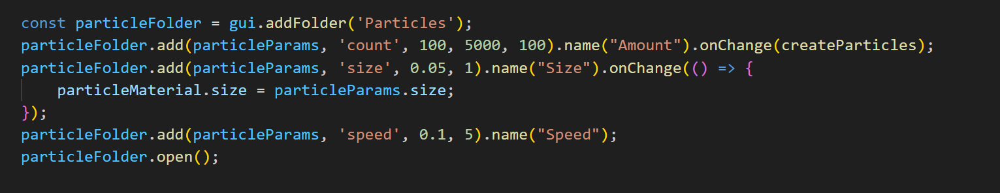 const particleFolder = gui.addFolder('Particles');
particleFolder.add(particleParams, 'count', 100, 5000, 100).name("Amount").onChange(createParticles);
particleFolder.add(particleParams, 'size', 0.05, 1).name("Size").onChange(() => {
    particleMaterial.size = particleParams.size;
});
particleFolder.add(particleParams, 'speed', 0.1, 5).name("Speed");
particleFolder.open();